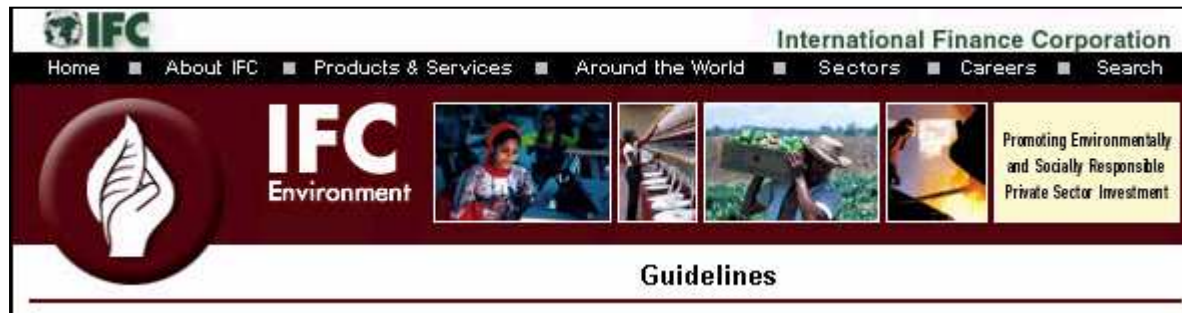 IFC
International Finance Corporation
Home ■ About IFC ■ Products & Services ■ Around the World ■ Sectors ■ Careers ■ Search
IFC
Environment
Promoting Environmentally
and Socially Responsible
Private Sector Investment
Guidelines